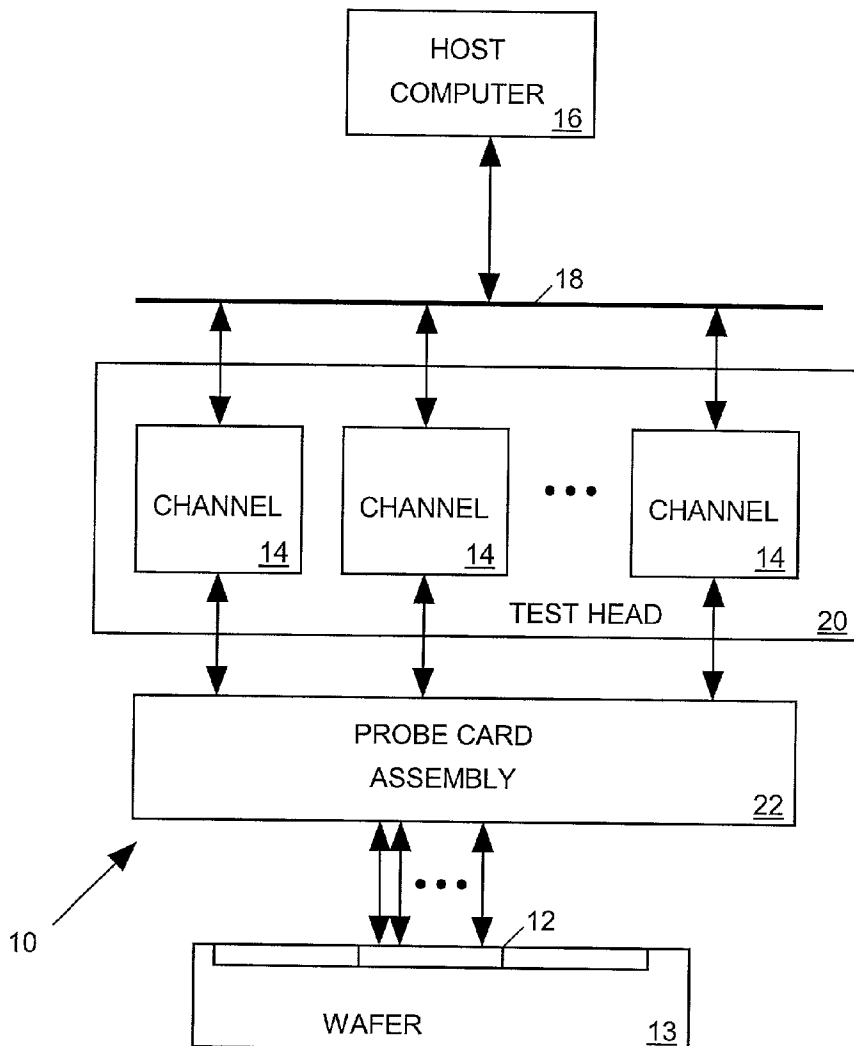 HOST
COMPUTER
16
18
CHANNEL
14
CHANNEL
14
CHANNEL
14
TEST HEAD
20
PROBE CARD
ASSEMBLY
22
10
12
WAFER
13